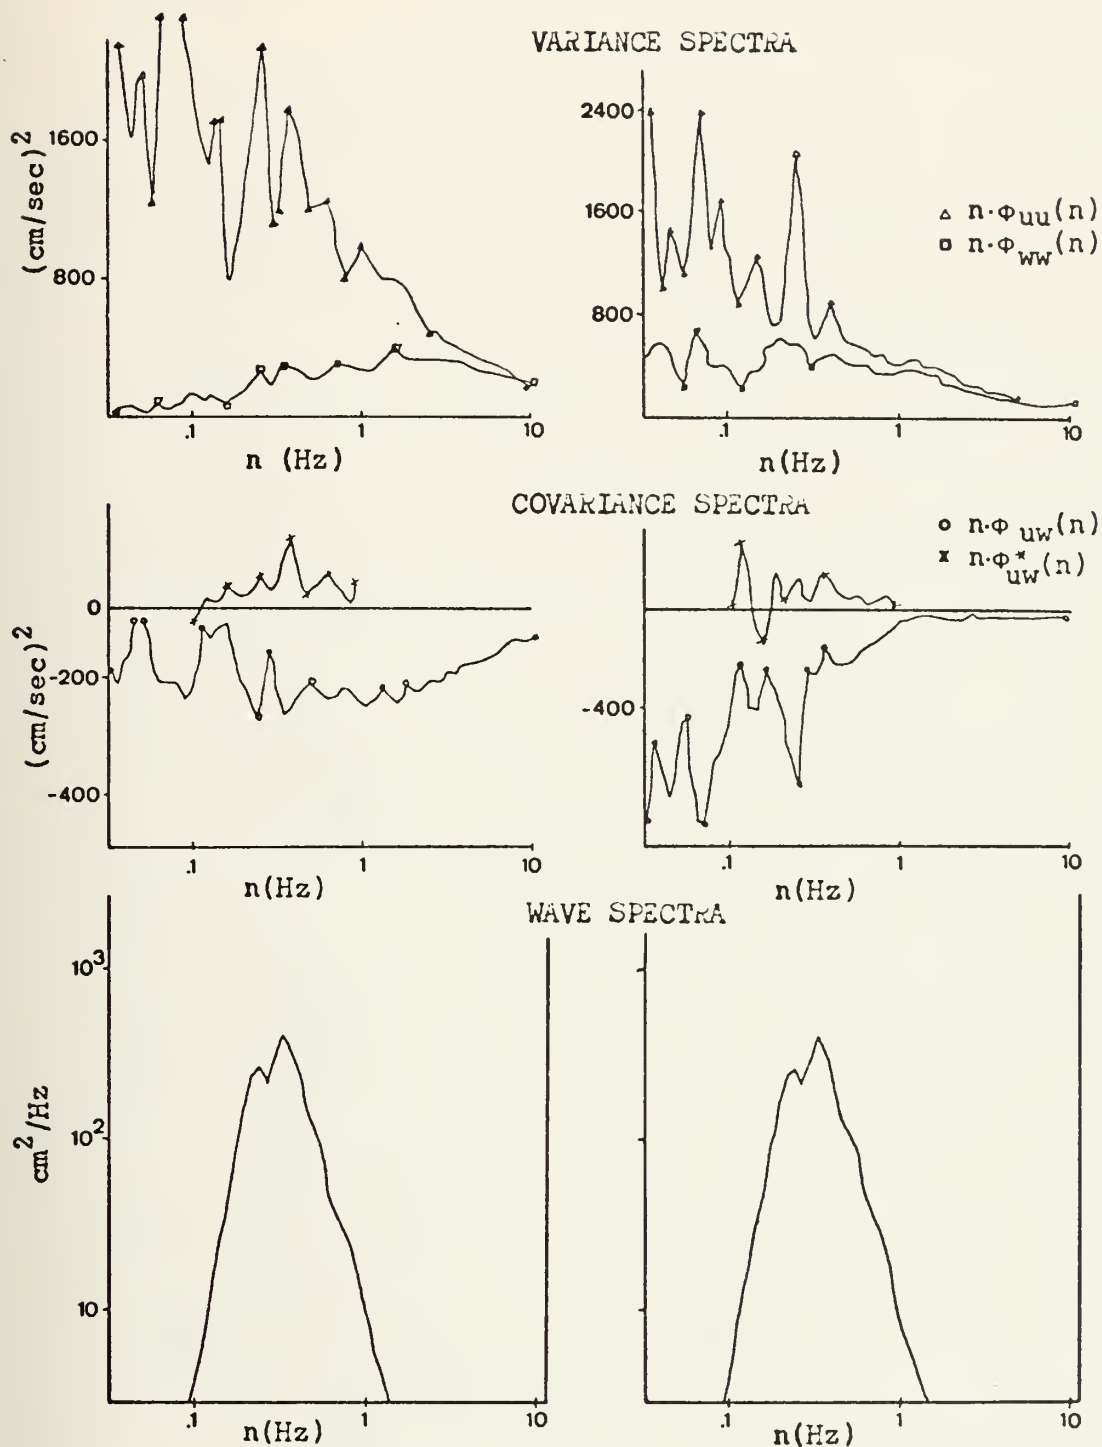 VARIANCE SPECTRA
(cm/sec)²
1600
800
.1
1
10
n (Hz)
2400
1600
800
.1
1
10
n(Hz)
△ n·Φuu(n)
□ n·Φww(n)
COVARIANCE SPECTRA
(cm/sec)²
0
-200
-400
.1
1
10
n(Hz)
-400
.1
1
10
n(Hz)
o n·Φuw(n)
x n·Φ*uw(n)
WAVE SPECTRA
cm²/Hz
10³
10²
10
.1
1
10
n(Hz)
.1
1
10
n(Hz)